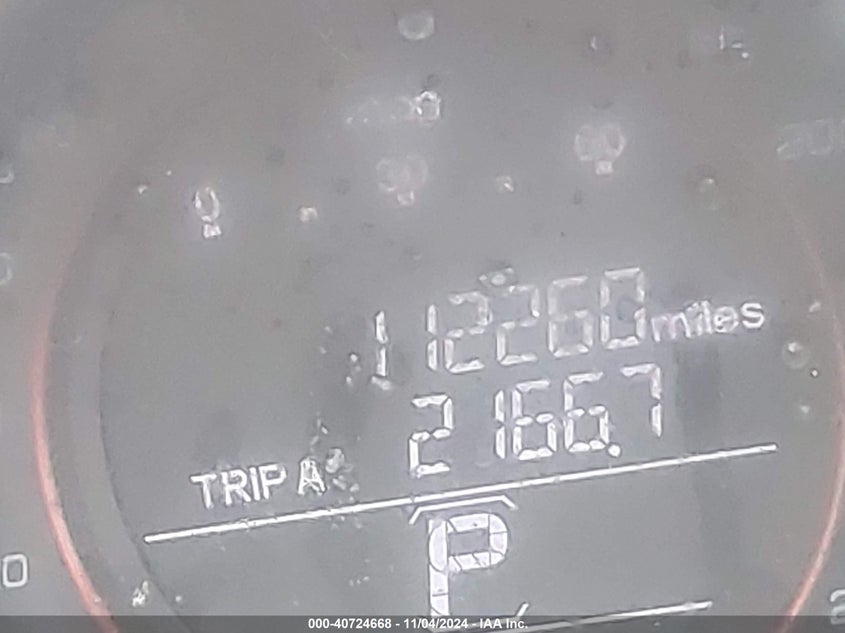 112260 miles
2166.7
TRIP A
P
000-40724668 - 11/04/2024 - IAA Inc.